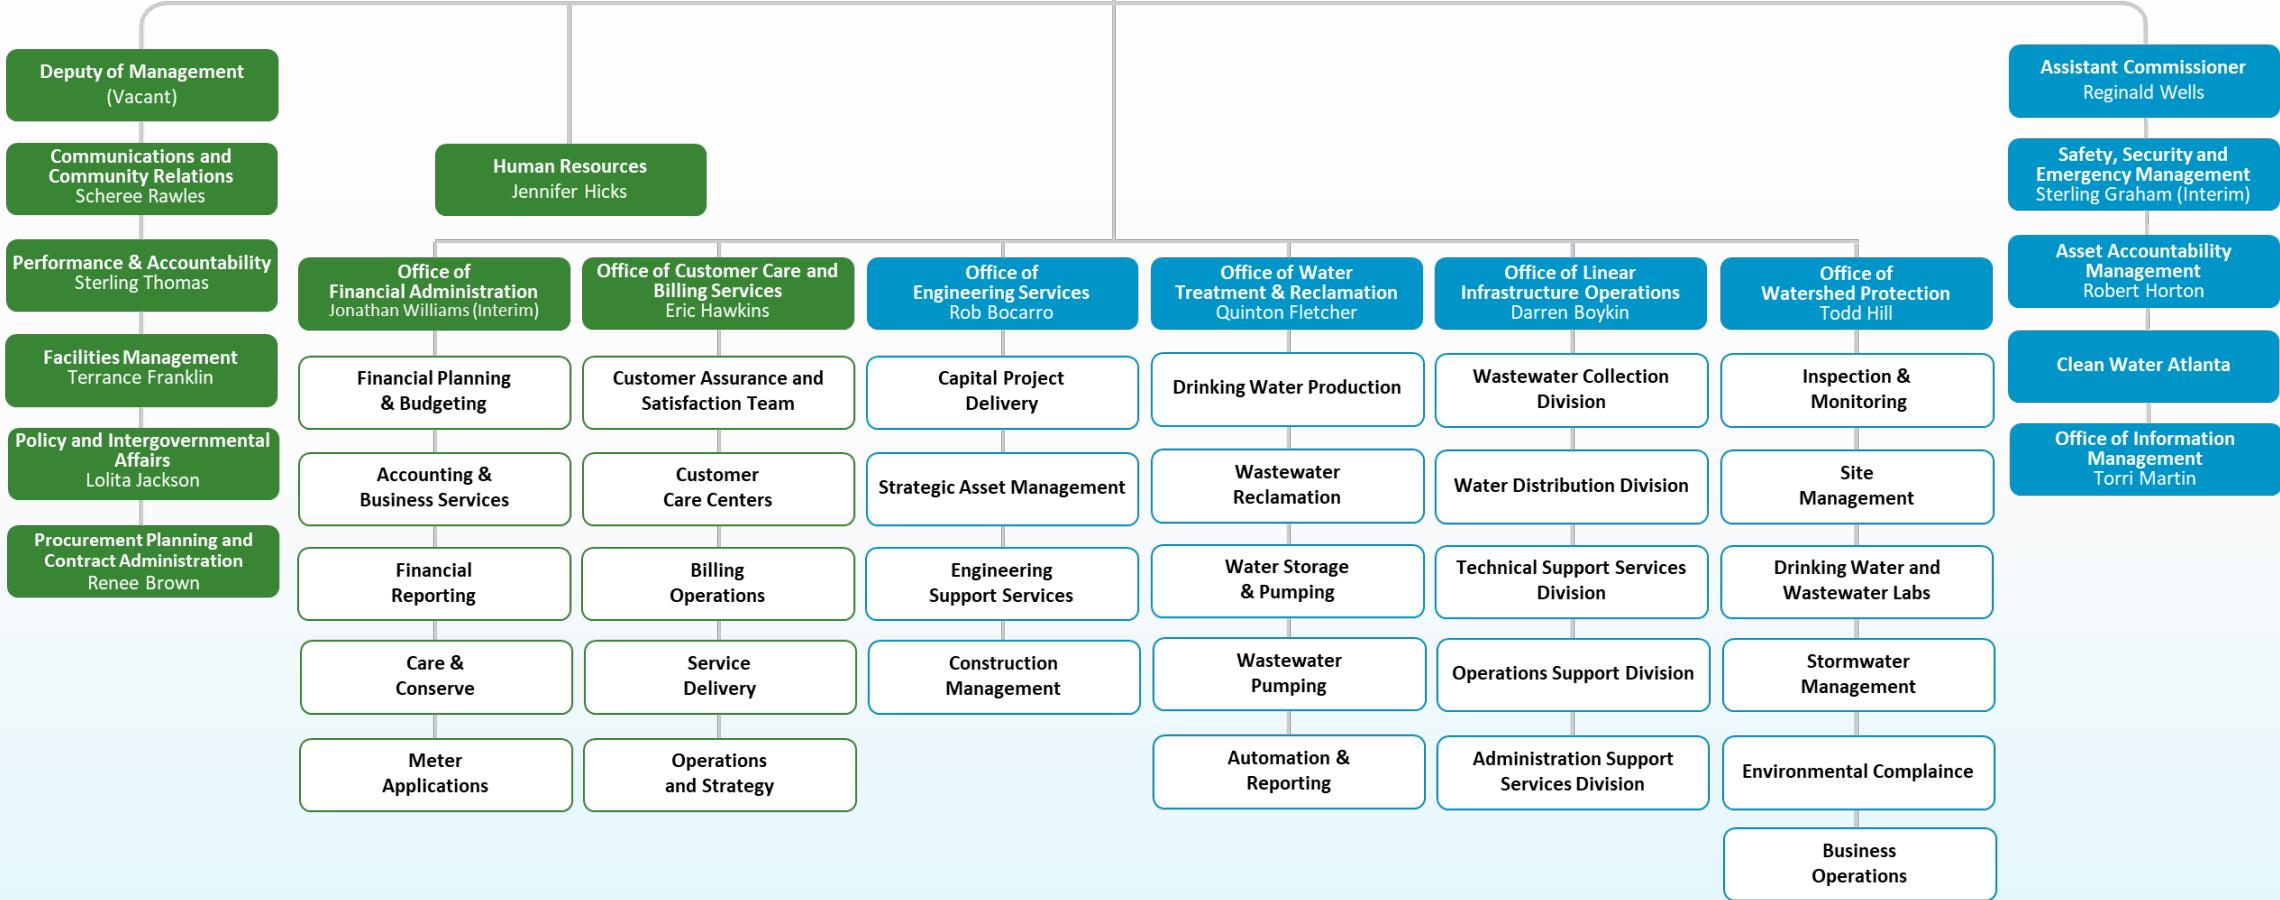 Deputy of Management
(Vacant)
Communications and
Community Relations
Scheree Rawles
Performance & Accountability
Sterling Thomas
Facilities Management
Terrance Franklin
Policy and Intergovernmental
Affairs
Lolita Jackson
Procurement Planning and
Contract Administration
Renee Brown
Human Resources
Jennifer Hicks
Office of
Financial Administration
Jonathan Williams (Interim)
Financial Planning
& Budgeting
Accounting &
Business Services
Financial
Reporting
Care &
Conserve
Meter
Applications
Office of Customer Care and
Billing Services
Eric Hawkins
Customer Assurance and
Satisfaction Team
Customer
Care Centers
Billing
Operations
Service
Delivery
Operations
and Strategy
Office of
Engineering Services
Rob Bocarro
Capital Project
Delivery
Strategic Asset Management
Engineering
Support Services
Construction
Management
Office of Water
Treatment & Reclamation
Quinton Fletcher
Drinking Water Production
Wastewater
Reclamation
Water Storage
& Pumping
Wastewater
Pumping
Automation &
Reporting
Office of Linear
Infrastructure Operations
Darren Boykin
Wastewater Collection
Division
Water Distribution Division
Technical Support Services
Division
Operations Support Division
Administration Support
Services Division
Office of
Watershed Protection
Todd Hill
Inspection &
Monitoring
Site
Management
Drinking Water and
Wastewater Labs
Stormwater
Management
Environmental Complaince
Business
Operations
Assistant Commissioner
Reginald Wells
Safety, Security and
Emergency Management
Sterling Graham (Interim)
Asset Accountability
Management
Robert Horton
Clean Water Atlanta
Office of Information
Management
Torri Martin